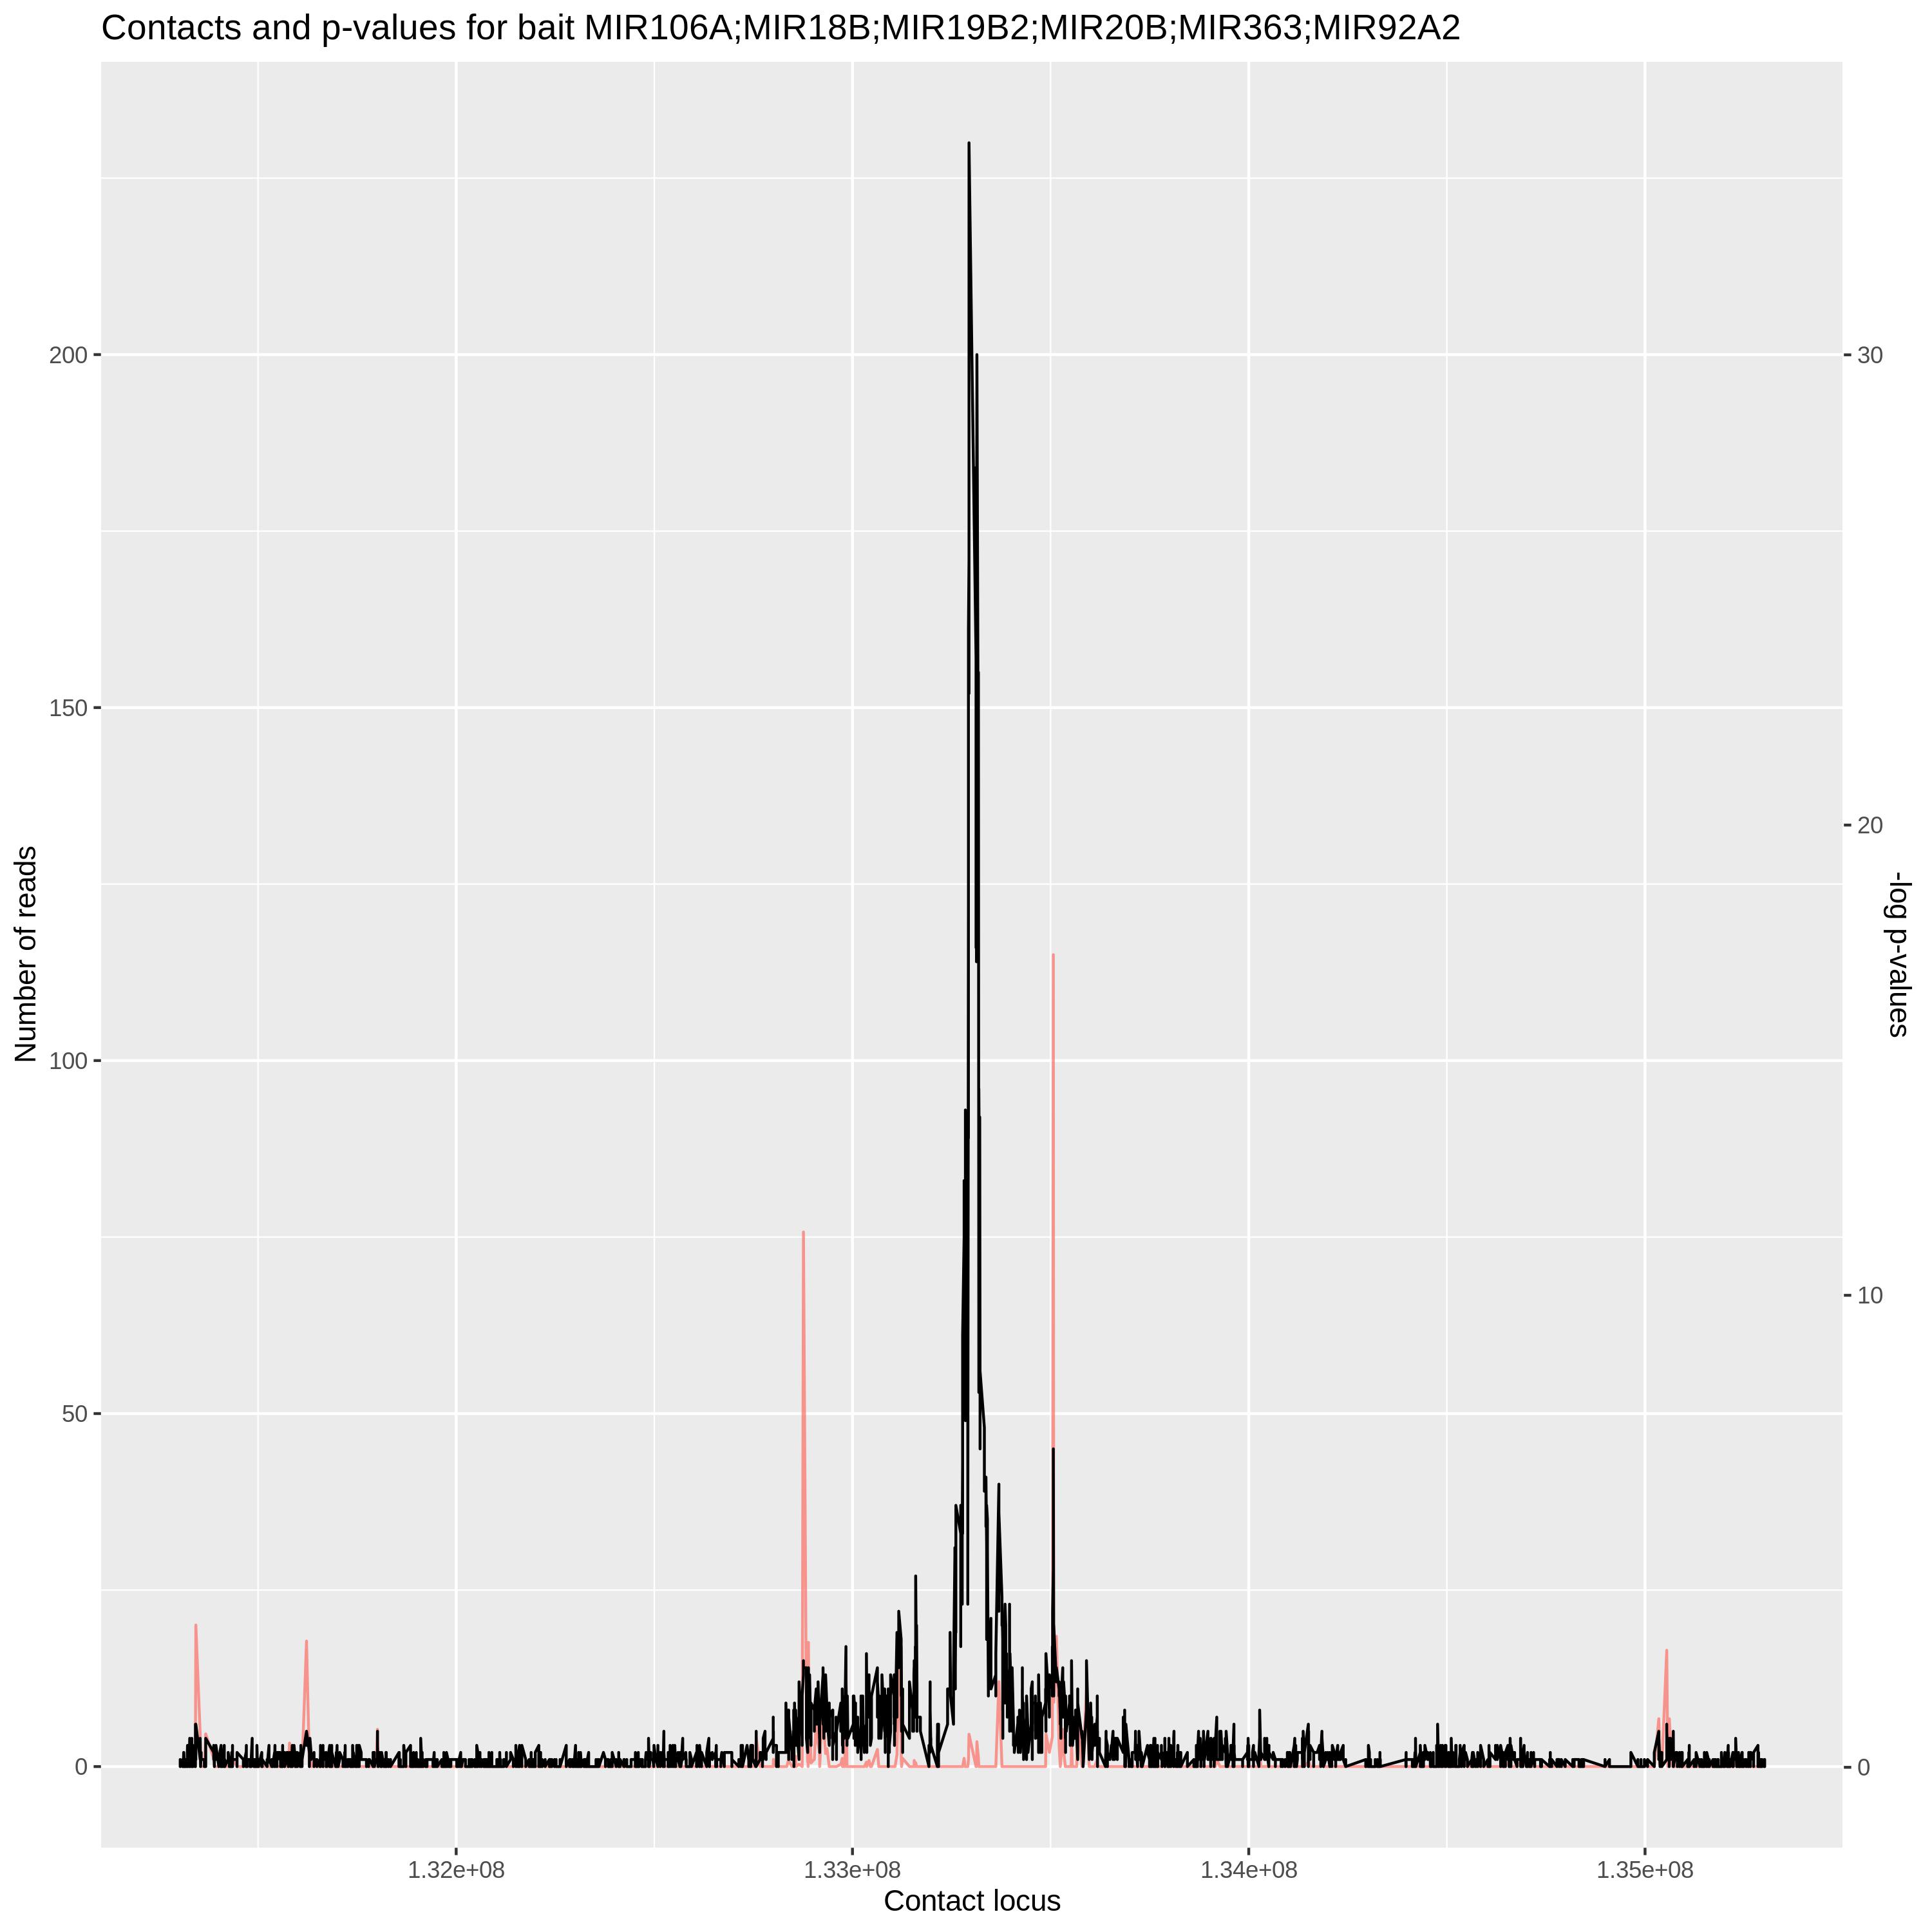 Contacts and p-values for bait MIR106A;MIR18B;MIR19B2;MIR20B;MIR363;MIR92A2
Number of reads
200
150
100
50
0
30
20
10
0
-log p-values
1.32e+08
1.33e+08
1.34e+08
1.35e+08
Contact locus